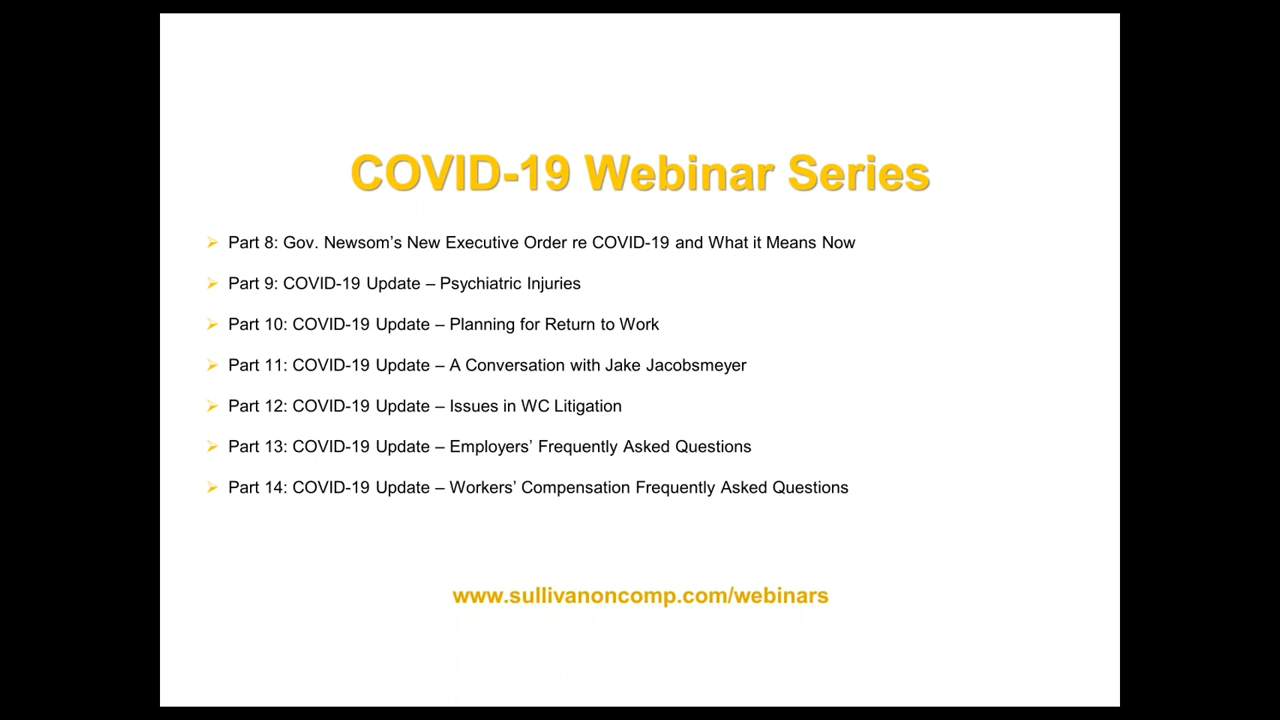 COVID-19 Webinar Series
Part 8: Gov. Newsom’s New Executive Order re COVID-19 and What it Means Now
Part 9: COVID-19 Update – Psychiatric Injuries
Part 10: COVID-19 Update – Planning for Return to Work
Part 11: COVID-19 Update – A Conversation with Jake Jacobsmeyer
Part 12: COVID-19 Update – Issues in WC Litigation
Part 13: COVID-19 Update – Employers’ Frequently Asked Questions
Part 14: COVID-19 Update – Workers’ Compensation Frequently Asked Questions
www.sullivanoncomp.com/webinars